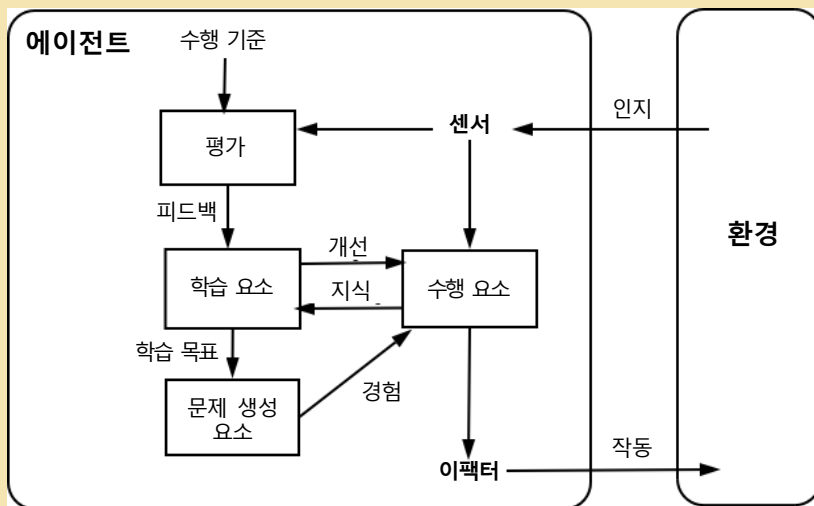 에이전트
수행 기준
인지
센서
평가
피드백
환경
개선
학습 요소
지식
수행 요소
학습 목표
경험
문제 생성
요소
작동
이팩터